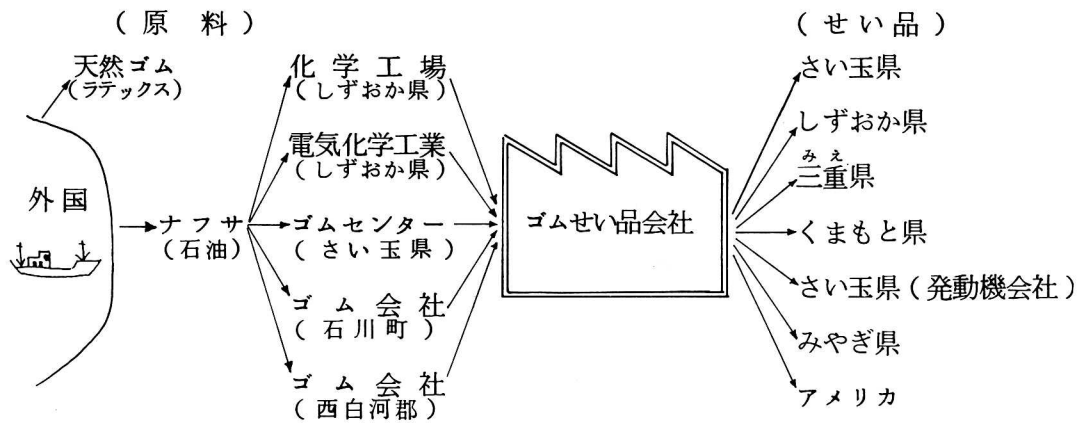 (原料)
天然ゴム
(ラテックス)
外国
ナフサ
(石油)
化学工場
(しずおか県)
電気化学工業
(しずおか県)
ゴムセンター
(さい玉県)
ゴム会社
(石川町)
ゴム会社
(西白河郡)
ゴムせい品会社
(せい品)
さい玉県
しずおか県
みえ
三重県
くまもと県
さい玉県(発動機会社)
みやぎ県
アメリカ